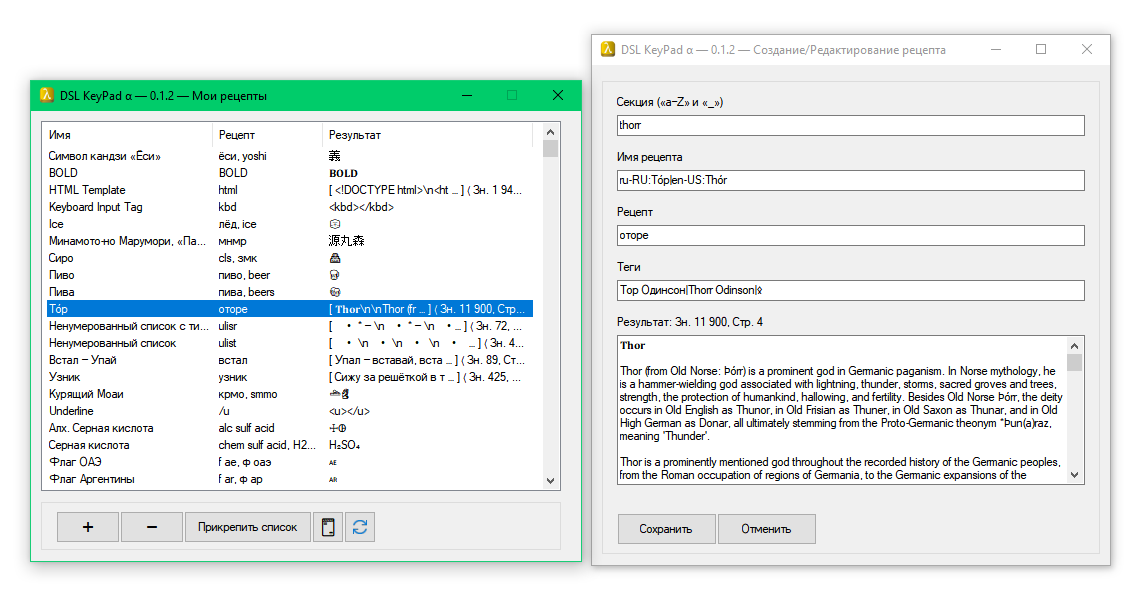 DSL KeyPad α — 0.1.2 — Мои рецепты
Имя Рецепт Результат
Символ кандзи «Ёси» ёси, yoshi 義
BOLD BOLD 𝐁𝐎𝐋𝐃
HTML Template html [ <!DOCTYPE html>\n<ht ... ] ( Зн. 1 94...
Keyboard Input Tag kbd <kbd></kbd>
Ice лёд, ice 🧊
Минамото-но Марумори, «Па... мнмр 源丸森
Сиро cls, змк
Пиво пиво, beer 🍺
Пива пива, beers 🍻
То́р оторе [ 𝐓𝐡𝐨𝐫\n\nThor (fr ... ] ( Зн. 11 900, Стр...
Ненумерованный список с ти... ulisr [ • * – \n • * – \n • ... ] ( Зн. 72, ...
Ненумерованный список ulist [ • \n • \n • \n • ... ] ( Зн. 4...
Встал – Упай встал [ Упал – вставай, вста ... ] ( Зн. 89, Ст...
Узник узник [ Сижу за решёткой в т ... ] ( Зн. 425, ...
Курящий Моаи крмо, smmo
Underline /u <u></u>
Алх. Серная кислота alc sulf acid 🜩🜨
Серная кислота chem sulf acid, H2... H₂SO₄
Флаг ОАЭ f ae, ф оаэ AE
Флаг Аргентины f ar, ф ар AR
+ − Прикрепить список
DSL KeyPad α — 0.1.2 — Создание/Редактирование рецепта
Секция («a–Z» и «_»)
thorr
Имя рецепта
ru-RU:То́р|en-US:Thór
Рецепт
оторе
Теги
Тор Одинсон|Thorr Odinson|
Результат: Зн. 11 900, Стр. 4
𝐓𝐡𝐨𝐫
Thor (from Old Norse: Þórr) is a prominent god in Germanic paganism. In Norse mythology, he
is a hammer-wielding god associated with lightning, thunder, storms, sacred groves and trees,
strength, the protection of humankind, hallowing, and fertility. Besides Old Norse Þórr, the deity
occurs in Old English as Thunor, in Old Frisian as Thuner, in Old Saxon as Thunar, and in Old
High German as Donar, all ultimately stemming from the Proto-Germanic theonym *Þun(a)raz,
meaning 'Thunder'.
Thor is a prominently mentioned god throughout the recorded history of the Germanic peoples,
from the Roman occupation of regions of Germania, to the Germanic expansions of the
Сохранить Отменить